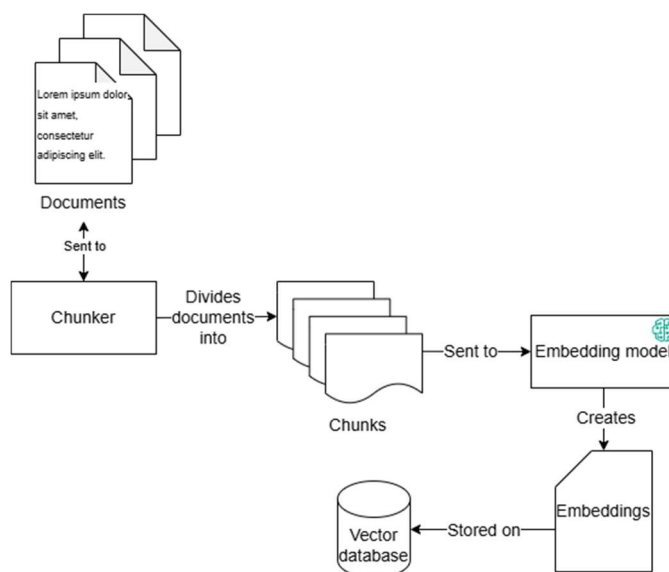 Lorem ipsum dolor
sit amet,
consectetur
adipiscing elit.
Documents
Sent to
Chunker
Divides
documents
into
Chunks
Sent to
Embedding model
Creates
Embeddings
Stored on
Vector
database